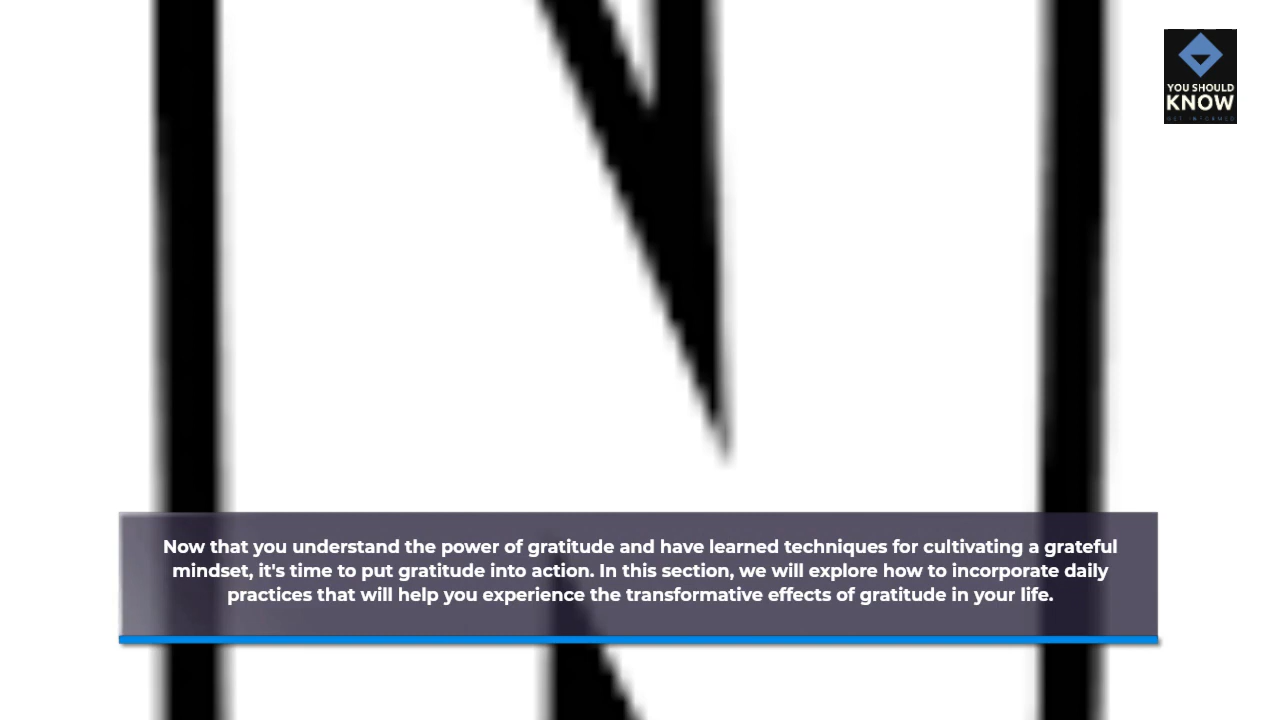 YOU SHOULD
KNOW
GET INFORMED
Now that you understand the power of gratitude and have learned techniques for cultivating a grateful
mindset, it's time to put gratitude into action. In this section, we will explore how to incorporate daily
practices that will help you experience the transformative effects of gratitude in your life.